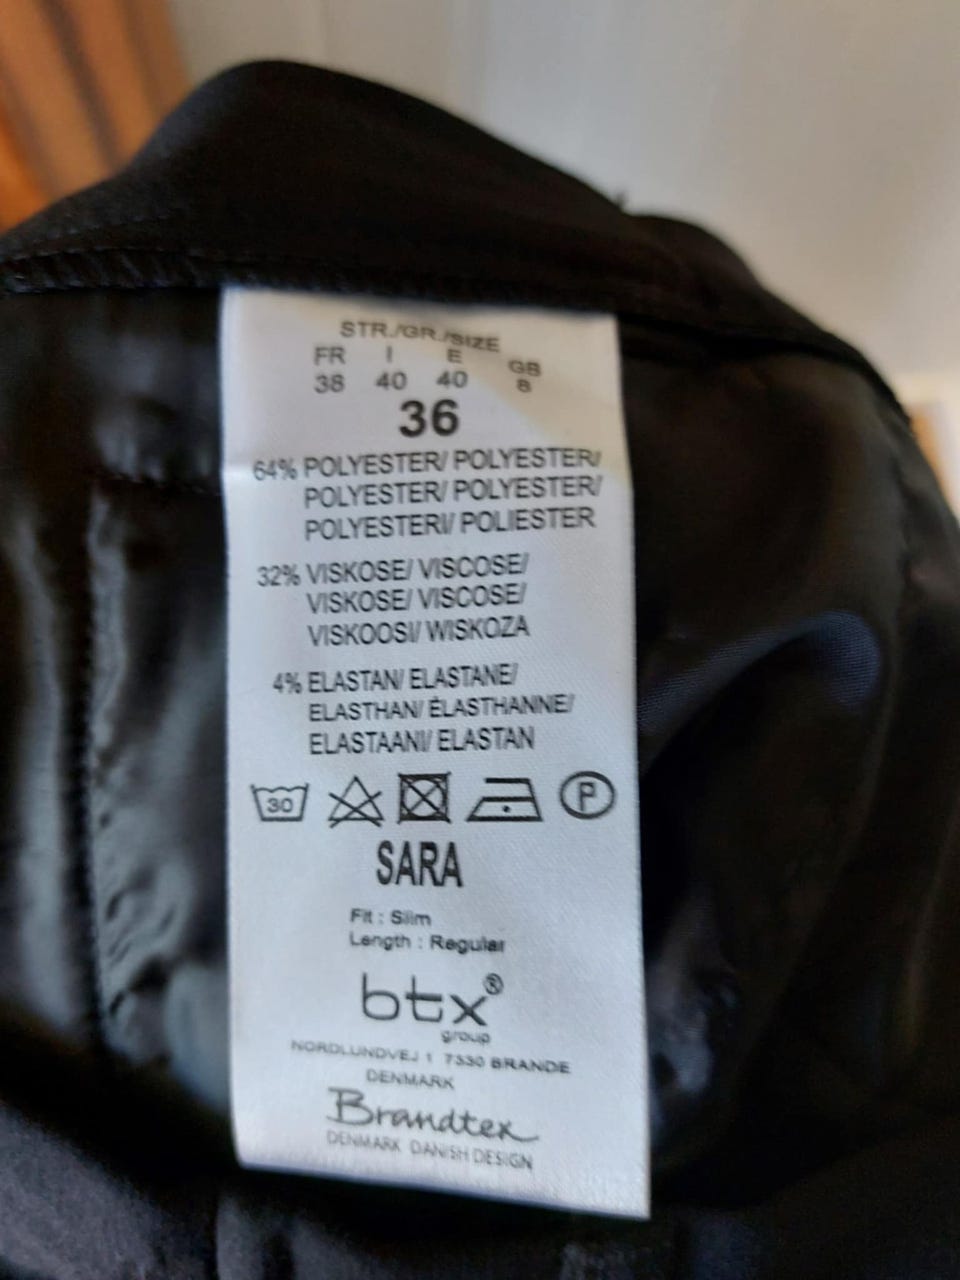 STR./GR./SIZE
FR I E GB
38 40 40 8
36
64% POLYESTER/ POLYESTER/
POLYESTER/ POLYESTER/
POLYESTERI/ POLIESTER
32% VISKOSE/ VISCOSE/
VISKOSE/ VISCOSE/
VISKOOSI/ WISKOZA
4% ELASTAN/ ELASTANE/
ELASTHAN/ ÉLASTHANNE/
ELASTAANI/ ELASTAN
30 P
SARA
Fit : Slim
Length : Regular
btx®
group
NORDLUNDVEJ 1 7330 BRANDE
DENMARK
Brandtex
DENMARK DANISH DESIGN